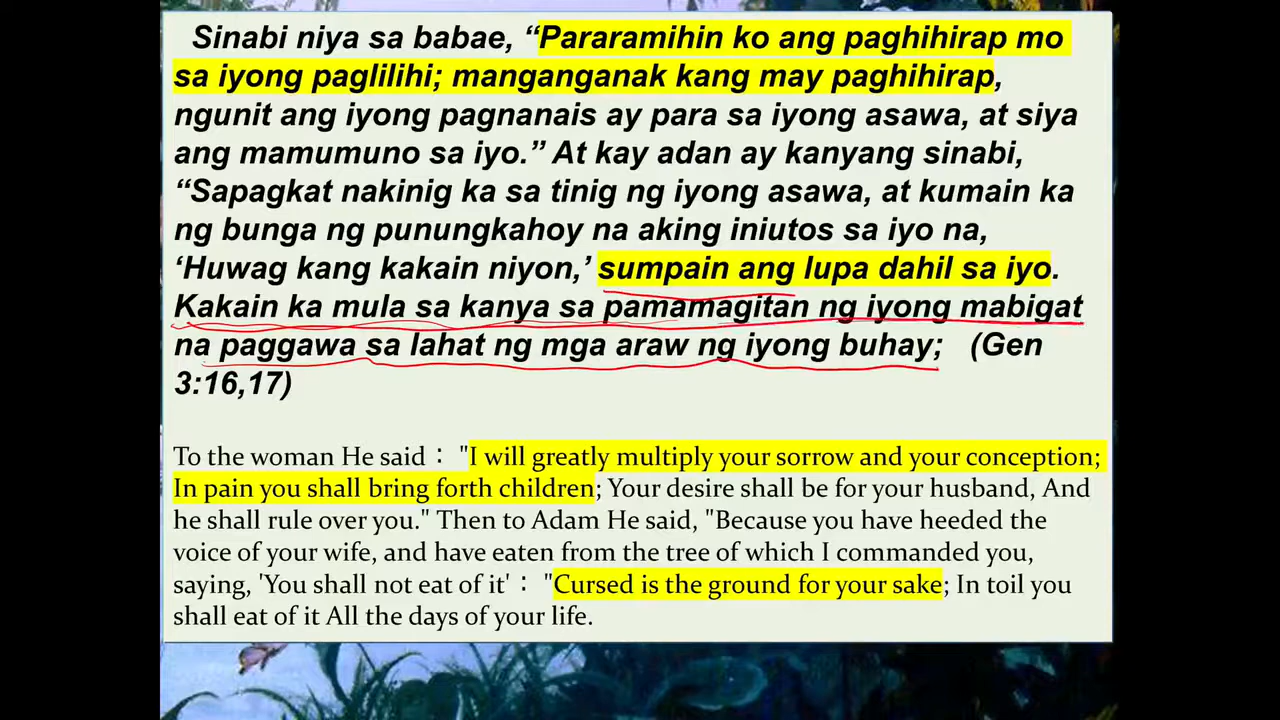 Sinabi niya sa babae, “Pararamihin ko ang paghihirap mo
sa iyong paglilihi; manganganak kang may paghihirap,
ngunit ang iyong pagnanais ay para sa iyong asawa, at siya
ang mamumuno sa iyo.” At kay adan ay kanyang sinabi,
“Sapagkat nakinig ka sa tinig ng iyong asawa, at kumain ka
ng bunga ng punungkahoy na aking iniutos sa iyo na,
‘Huwag kang kakain niyon,’ sumpain ang lupa dahil sa iyo.
Kakain ka mula sa kanya sa pamamagitan ng iyong mabigat
na paggawa sa lahat ng mga araw ng iyong buhay; (Gen
3:16,17)
To the woman He said： "I will greatly multiply your sorrow and your conception;
In pain you shall bring forth children; Your desire shall be for your husband, And
he shall rule over you." Then to Adam He said, "Because you have heeded the
voice of your wife, and have eaten from the tree of which I commanded you,
saying, 'You shall not eat of it'： "Cursed is the ground for your sake; In toil you
shall eat of it All the days of your life.